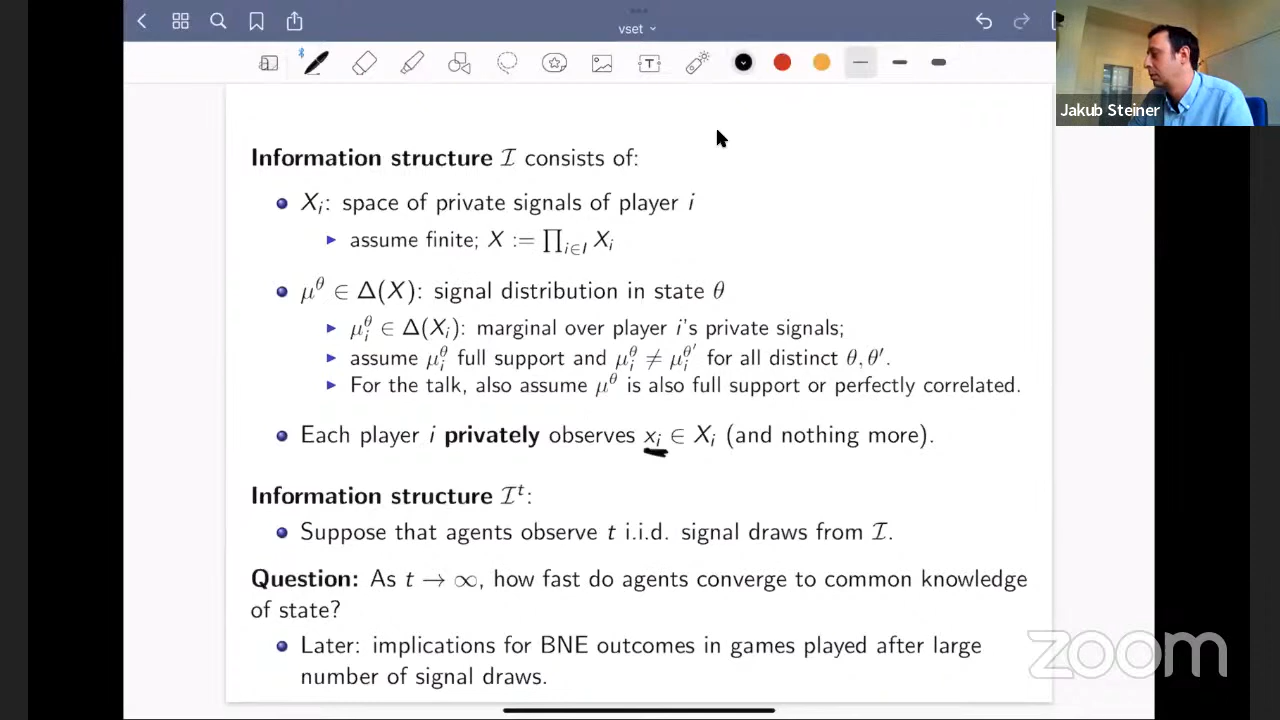 vset
T
Jakub Steiner
Information structure ℐ consists of:
X_i: space of private signals of player i
assume finite; X := ∏_{i∈I} X_i
μ^θ ∈ Δ(X): signal distribution in state θ
μ_i^θ ∈ Δ(X_i): marginal over player i's private signals;
assume μ_i^θ full support and μ_i^θ ≠ μ_i^{θ'} for all distinct θ, θ'.
For the talk, also assume μ^θ is also full support or perfectly correlated.
Each player i privately observes x_i ∈ X_i (and nothing more).
Information structure ℐ^t:
Suppose that agents observe t i.i.d. signal draws from ℐ.
Question: As t → ∞, how fast do agents converge to common knowledge
of state?
Later: implications for BNE outcomes in games played after large
number of signal draws.
zoom